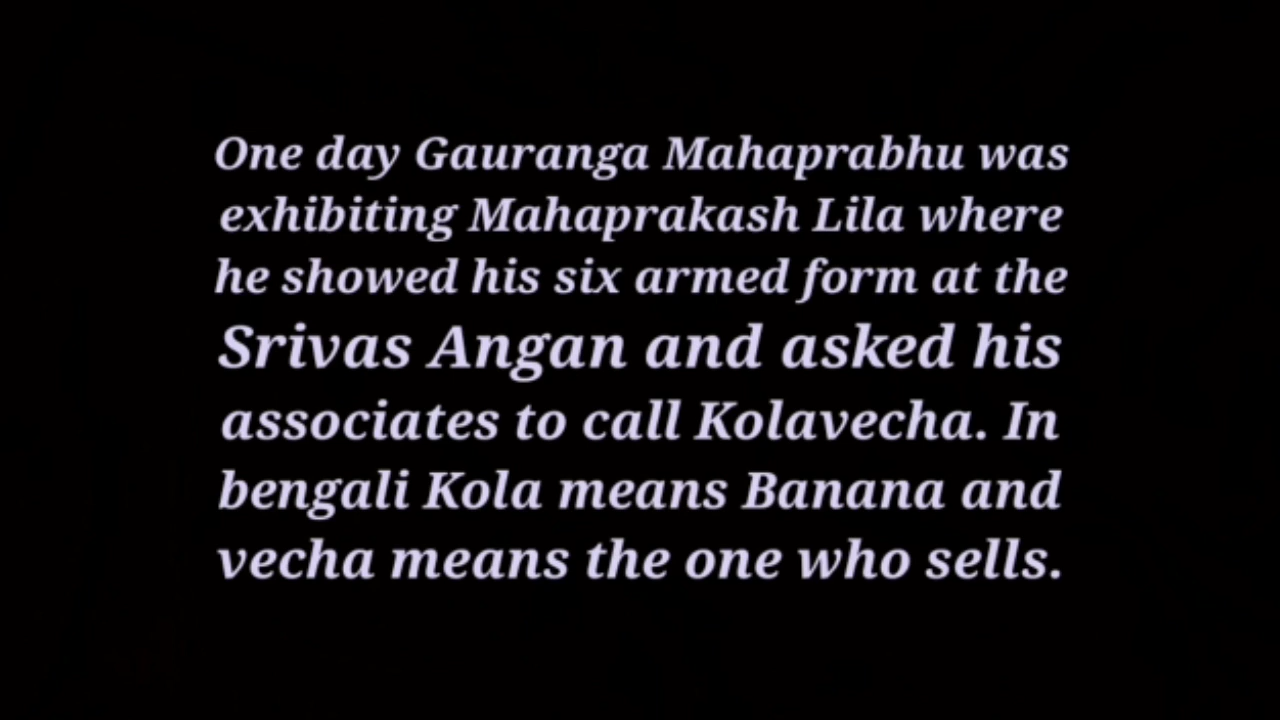 One day Gauranga Mahaprabhu was
exhibiting Mahaprakash Lila where
he showed his six armed form at the
Srivas Angan and asked his
associates to call Kolavecha. In
bengali Kola means Banana and
vecha means the one who sells.